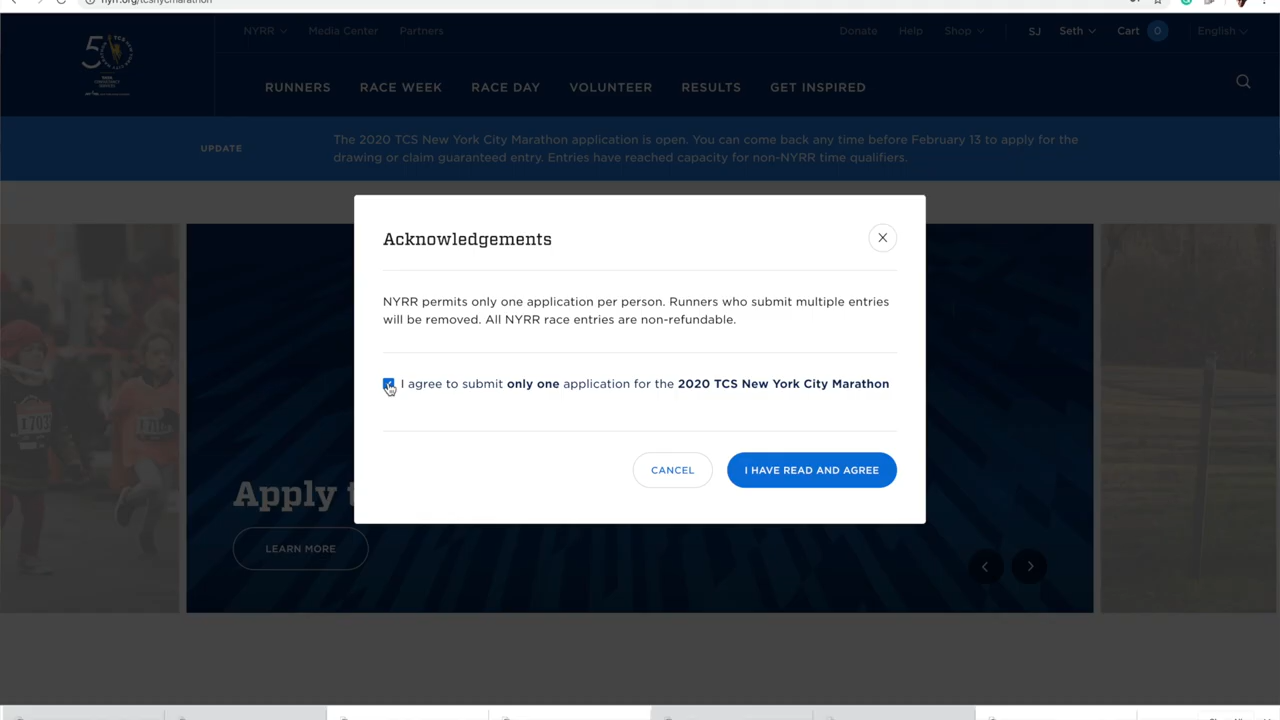 nyrr.org/tcsnycmarathon
NYRR Media Center Partners Donate Help Shop SJ Seth Cart 0 English
50
RUNNERS RACE WEEK RACE DAY VOLUNTEER RESULTS GET INSPIRED
UPDATE
The 2020 TCS New York City Marathon application is open. You can come back any time before February 13 to apply for the
drawing or claim guaranteed entry. Entries have reached capacity for non-NYRR time qualifiers.
Acknowledgements
NYRR permits only one application per person. Runners who submit multiple entries
will be removed. All NYRR race entries are non-refundable.
I agree to submit only one application for the 2020 TCS New York City Marathon
CANCEL I HAVE READ AND AGREE
Apply
LEARN MORE